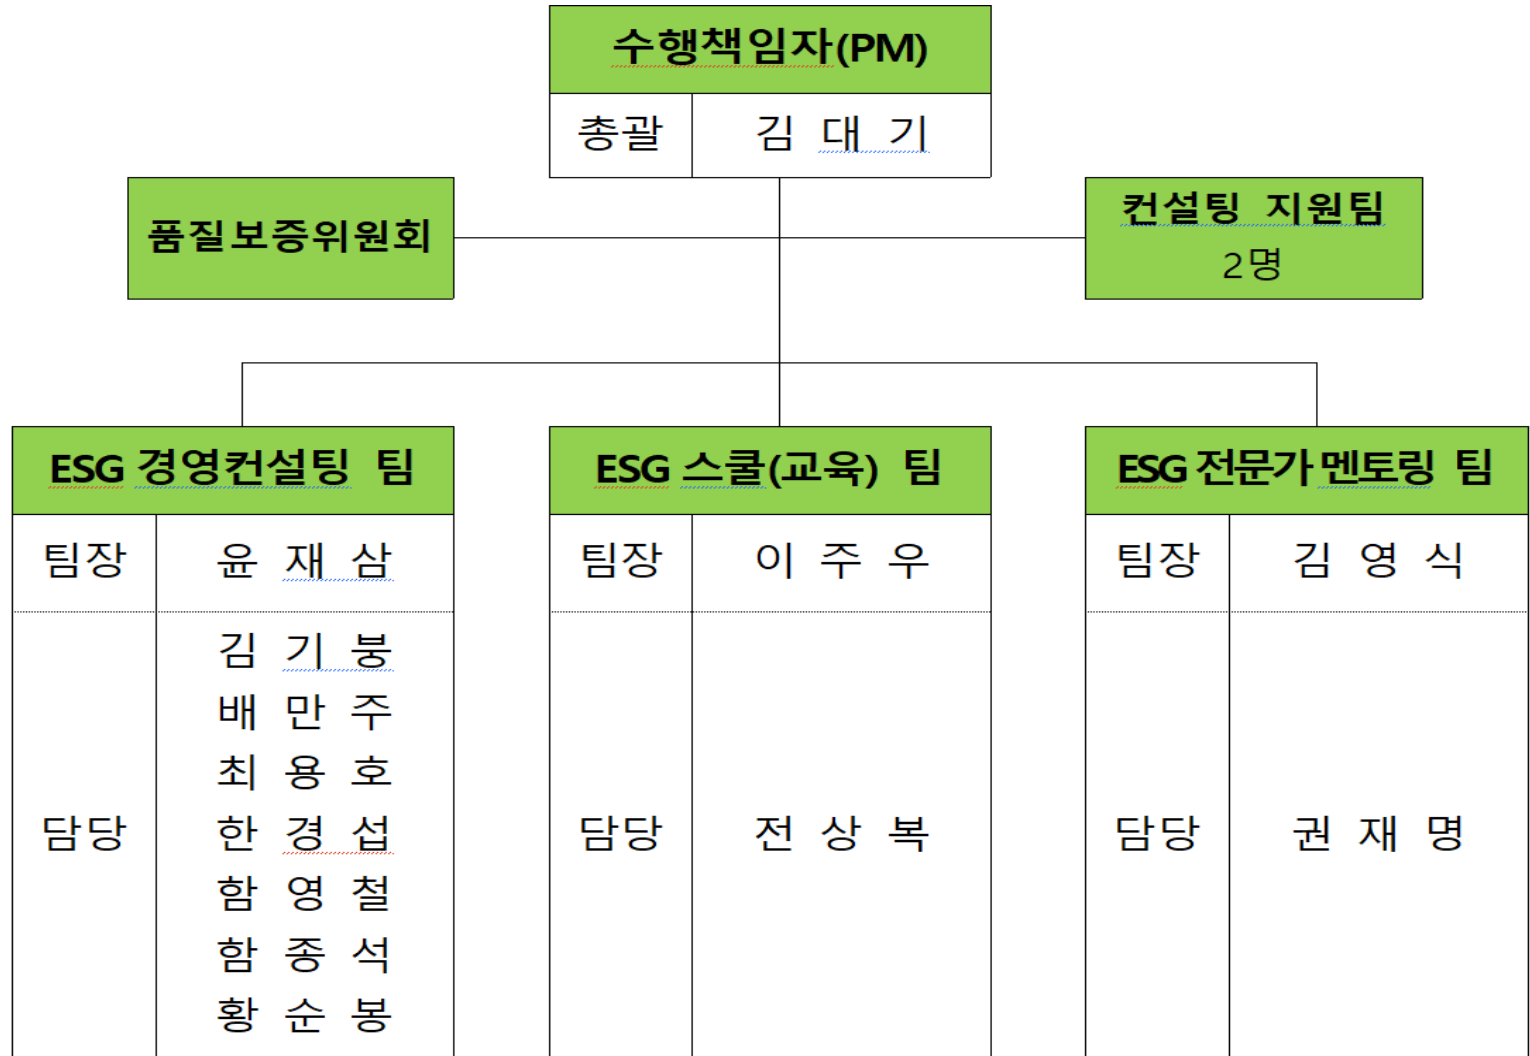 수행책임자(PM)
총괄 김 대 기
품질보증위원회
컨설팅 지원팀
2명
ESG 경영컨설팅 팀
팀장 윤 재 삼
담당
김 기 붕
배 만 주
최 용 호
한 경 섭
함 영 철
함 종 석
황 순 봉
ESG 스쿨(교육) 팀
팀장 이 주 우
담당 전 상 복
ESG 전문가 멘토링 팀
팀장 김 영 식
담당 권 재 명